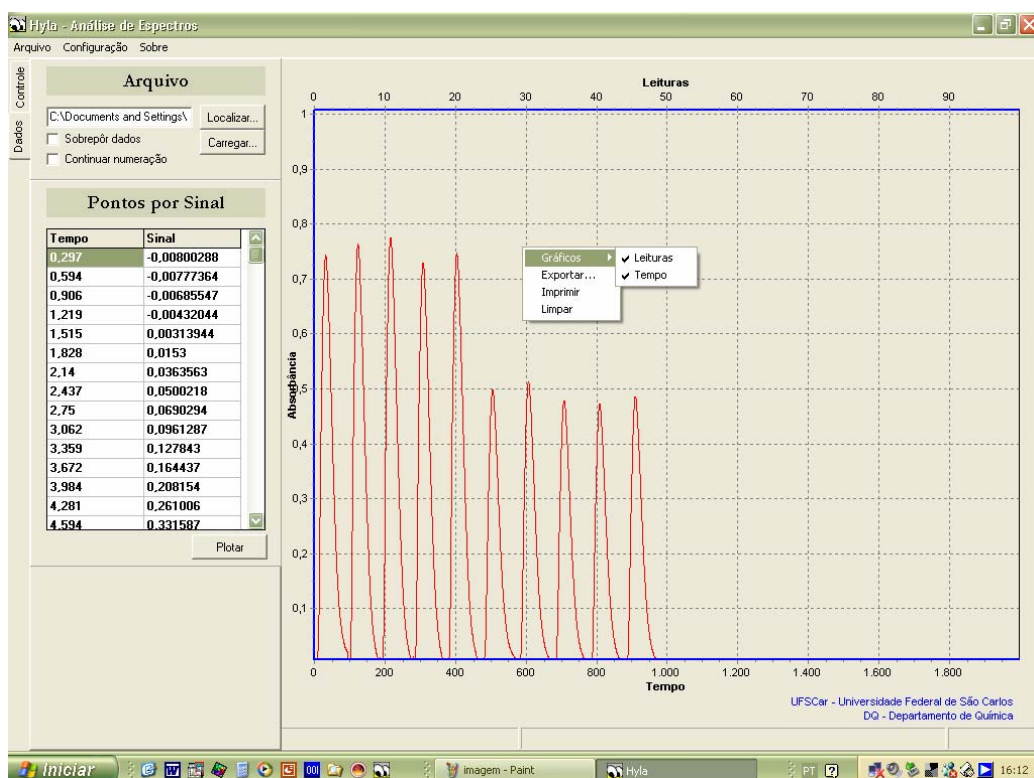 Hyla - Análise de Espectros
Arquivo Configuração Sobre
Controle
Dados
Arquivo
C:\Documents and Settings\ Localizar...
Sobrepôr dados
Carregar...
Continuar numeração
Pontos por Sinal
Tempo Sinal
0,297 -0,00800288
0,594 -0,00777364
0,906 -0,00685547
1,219 -0,00432044
1,515 0,00313944
1,828 0,0153
2,14 0,0363563
2,437 0,0500218
2,75 0,0690294
3,062 0,0961287
3,359 0,127843
3,672 0,164437
3,984 0,208154
4,281 0,261006
4,594 0,331587
Plotar
Leituras
0 10 20 30 40 50 60 70 80 90
1
0,9
0,8
0,7
0,6
0,5
0,4
0,3
0,2
0,1
Absorbância
Gráficos
Exportar...
Imprimir
Limpar
Leituras
Tempo
0 200 400 600 800 1.000 1.200 1.400 1.600 1.800
Tempo
UFSCar - Universidade Federal de São Carlos
DQ - Departamento de Química
Iniciar imagem - Paint Hyla PT 16:12